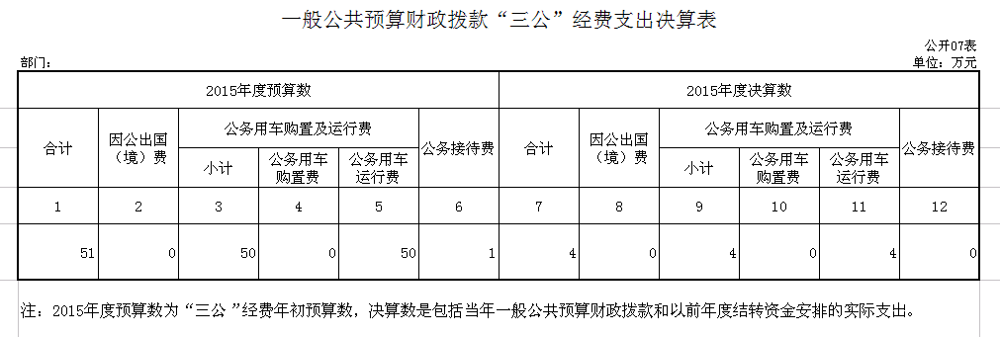 一般公共预算财政拨款“三公”经费支出决算表
公开07表
部门： 单位：万元
2015年度预算数 2015年度决算数
合计 因公出国（境）费 公务用车购置及运行费 公务接待费 合计 因公出国（境）费 公务用车购置及运行费 公务接待费
小计 公务用车购置费 公务用车运行费 小计 公务用车购置费 公务用车运行费
1 2 3 4 5 6 7 8 9 10 11 12
51 0 50 0 50 1 4 0 4 0 4 0
注：2015年度预算数为“三公 ”经费年初预算数，决算数是包括当年一般公共预算财政拨款和以前年度结转资金安排的实际支出。